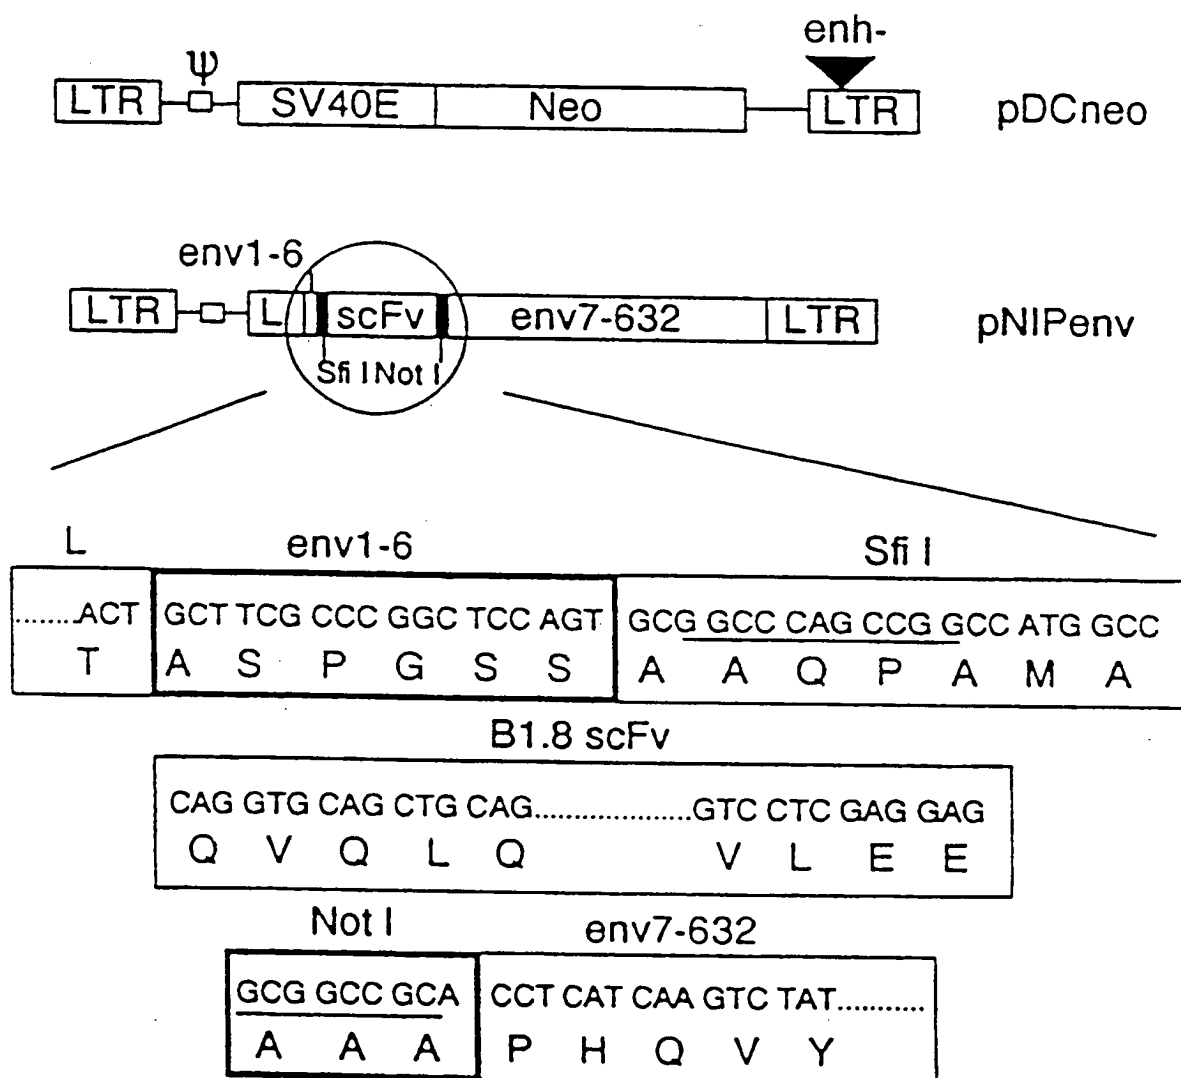 enh-
ψ
LTR SV40E Neo LTR pDCneo
env1-6
LTR L scFv env7-632 LTR pNIPenv
Sfi I Not I
L env1-6 Sfi I
........ACT GCT TCG CCC GGC TCC AGT GCG GCC CAG CCG GCC ATG GCC
T A S P G S S A A Q P A M A
B1.8 scFv
CAG GTG CAG CTG CAG....................GTC CTC GAG GAG
Q V Q L Q V L E E
Not I env7-632
GCG GCC GCA CCT CAT CAA GTC TAT...........
A A A P H Q V Y